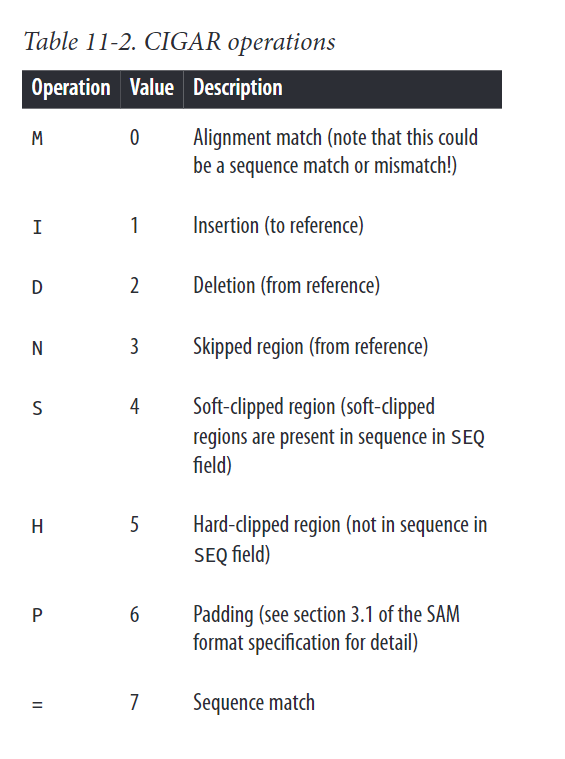 Table 11-2. CIGAR operations
Operation Value Description
M 0 Alignment match (note that this could
be a sequence match or mismatch!)
I 1 Insertion (to reference)
D 2 Deletion (from reference)
N 3 Skipped region (from reference)
S 4 Soft-clipped region (soft-clipped
regions are present in sequence in SEQ
field)
H 5 Hard-clipped region (not in sequence in
SEQ field)
P 6 Padding (see section 3.1 of the SAM
format specification for detail)
= 7 Sequence match